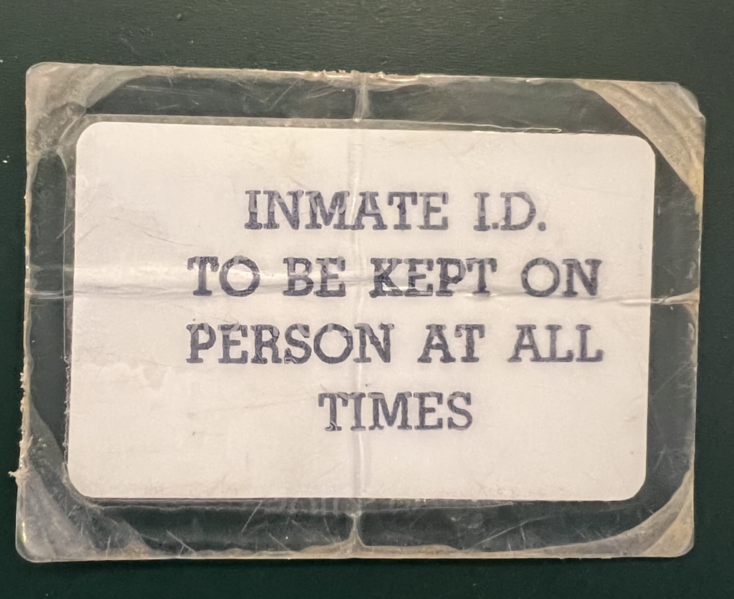 INMATE I.D.
TO BE KEPT ON
PERSON AT ALL
TIMES